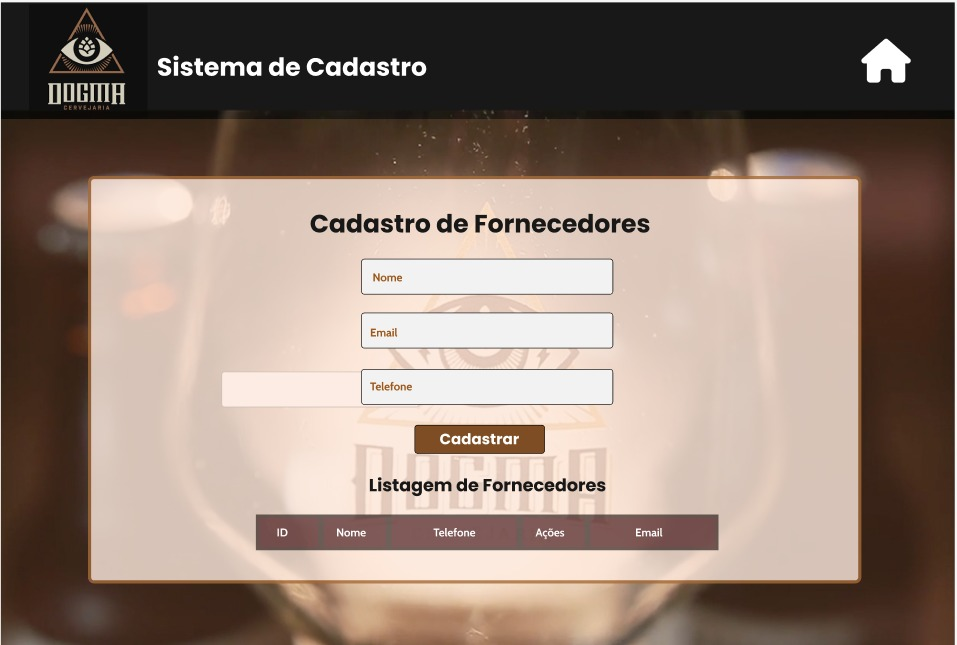 DOGMA
CERVEJARIA
Sistema de Cadastro
Cadastro de Fornecedores
Nome
Email
Telefone
Cadastrar
DOGMA
Listagem de Fornecedores
ID Nome Telefone Ações Email